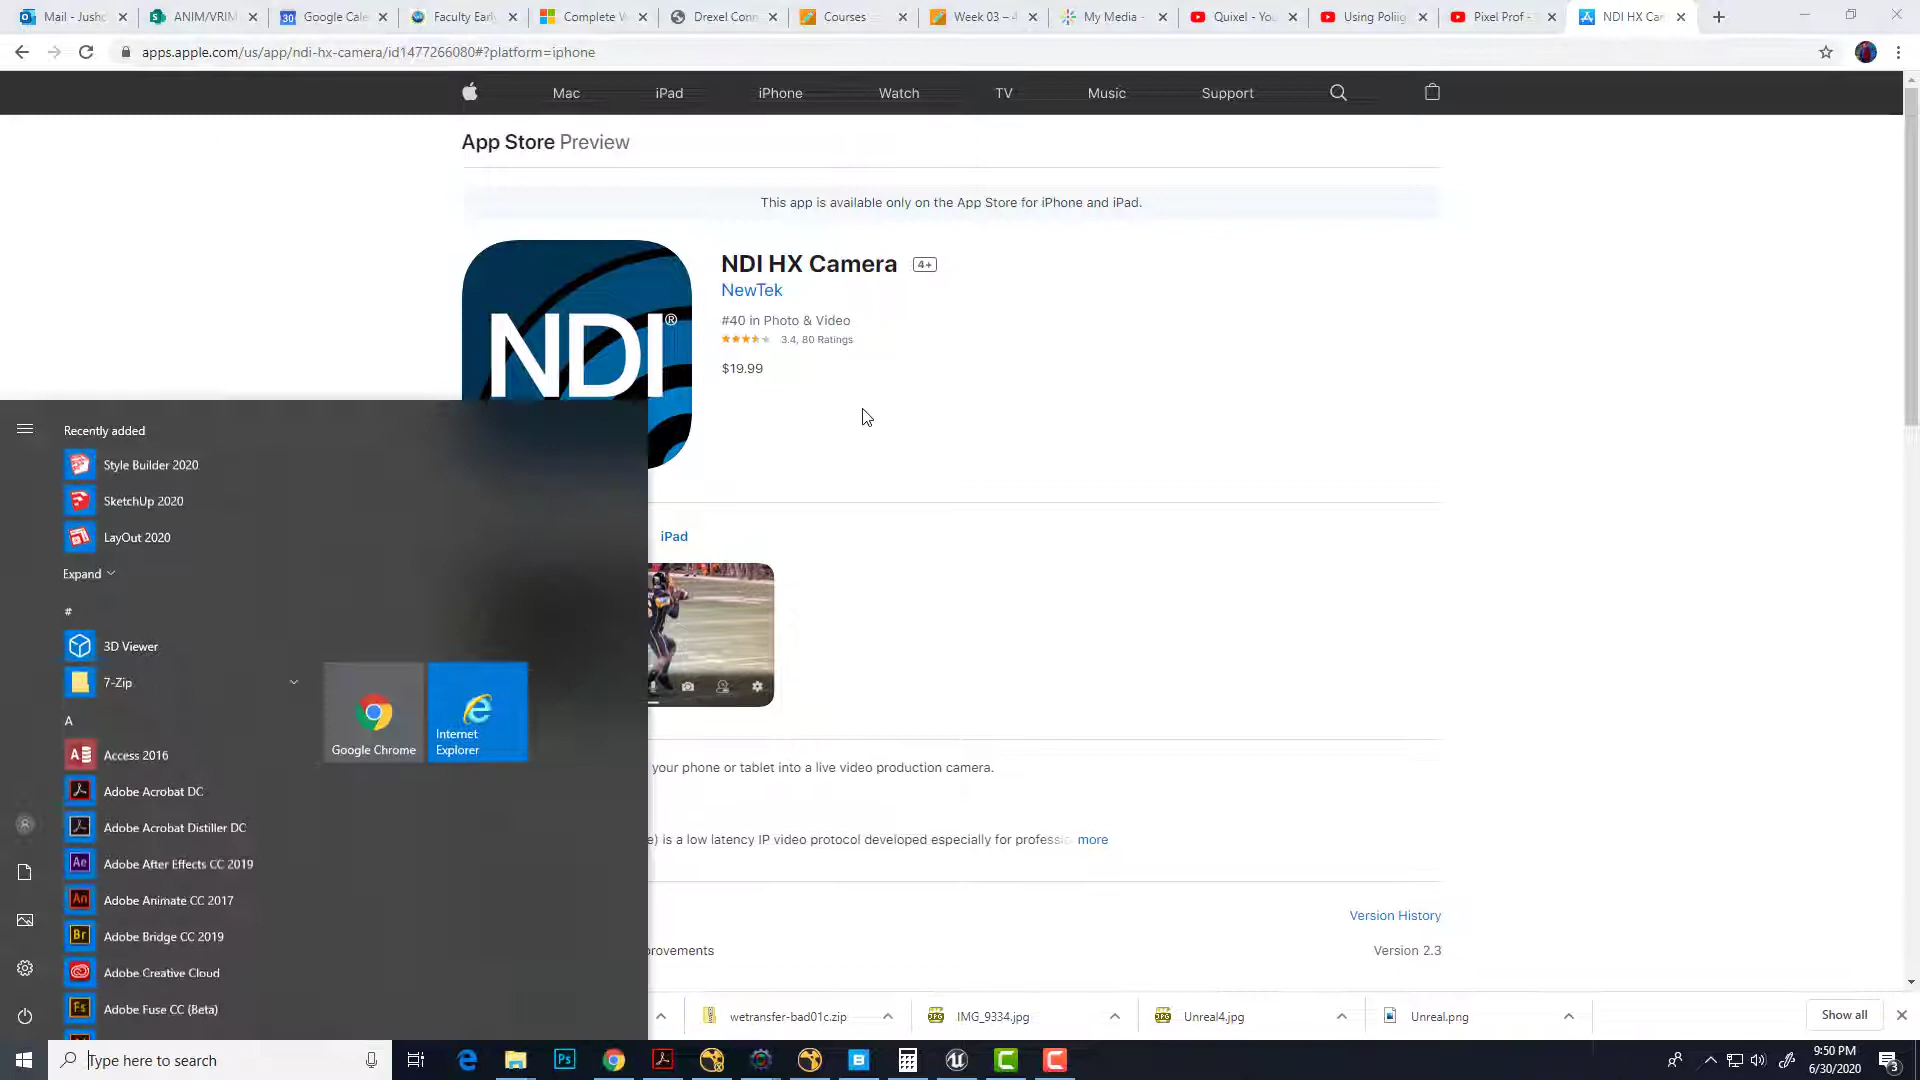 Mail - Jusho
ANIM/VRIM
Google Cale
Faculty Early
Complete W
Drexel Conn
Courses
Week 03 – 4
My Media -
Quixel - You
Using Poliig
Pixel Prof -
NDI HX Can
apps.apple.com/us/app/ndi-hx-camera/id1477266080#?platform=iphone
Mac
iPad
iPhone
Watch
TV
Music
Support
App Store Preview
This app is available only on the App Store for iPhone and iPad.
NDI®
NDI HX Camera 4+
NewTek
#40 in Photo & Video
3.4, 80 Ratings
$19.99
Recently added
Style Builder 2020
SketchUp 2020
LayOut 2020
Expand
#
3D Viewer
7-Zip
A
Access 2016
Adobe Acrobat DC
Adobe Acrobat Distiller DC
Adobe After Effects CC 2019
Adobe Animate CC 2017
Adobe Bridge CC 2019
Adobe Creative Cloud
Adobe Fuse CC (Beta)
Google Chrome
Internet
Explorer
iPad
your phone or tablet into a live video production camera.
e) is a low latency IP video protocol developed especially for professio more
Version History
provements
Version 2.3
wetransfer-bad01c.zip
IMG_9334.jpg
Unreal4.jpg
Unreal.png
Show all
Type here to search
9:50 PM
6/30/2020
3